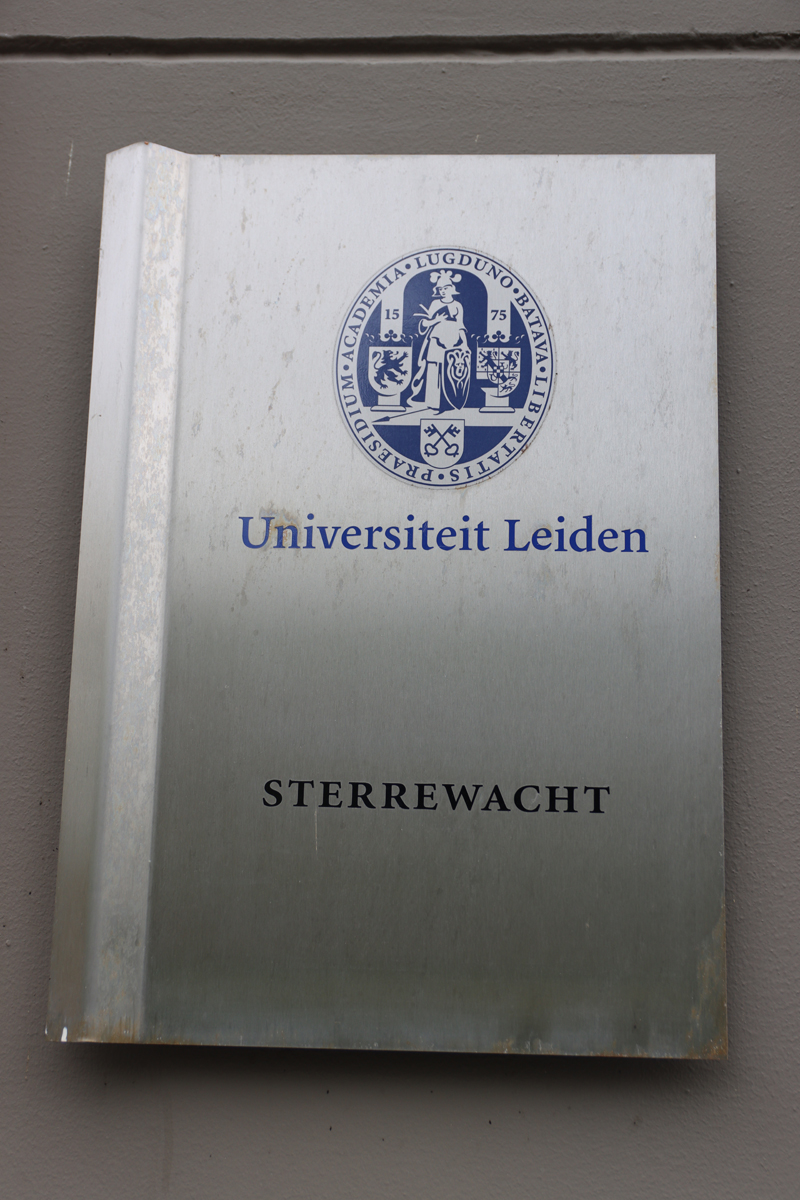 ACADEMIA • LUGDUNO • BATAVA • LIBERTATIS • PRAESIDIUM •
15 75
Universiteit Leiden
STERREWACHT